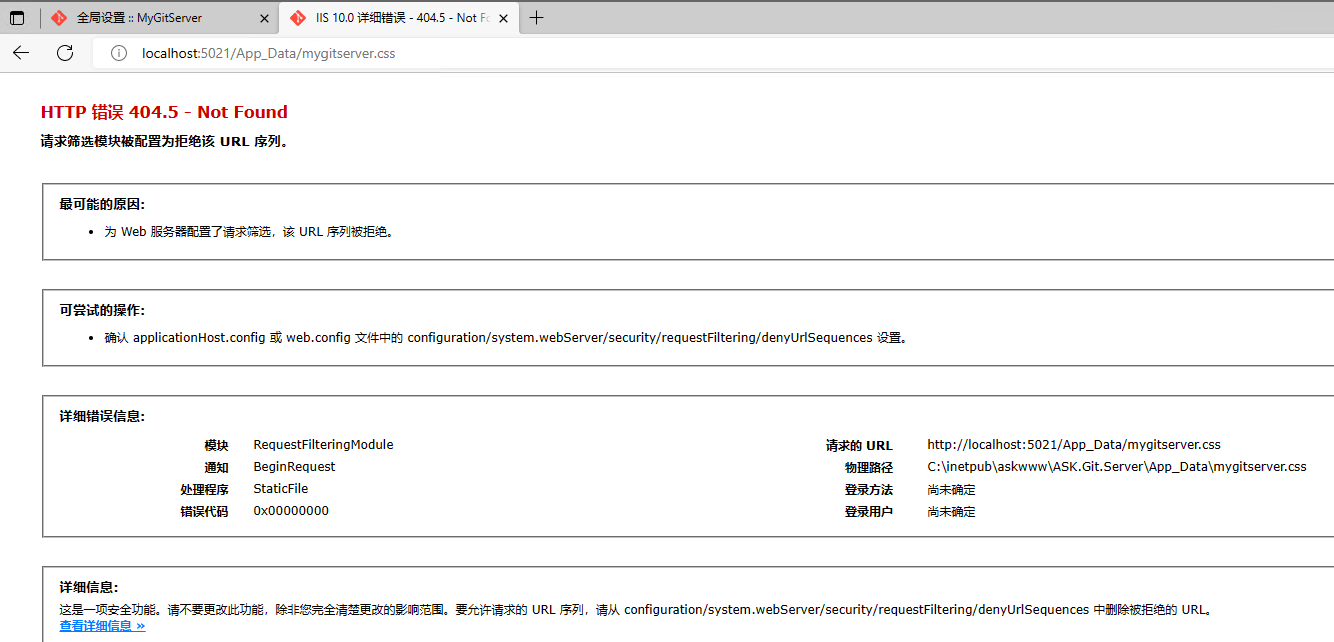 全局设置 :: MyGitServer
IIS 10.0 详细错误 - 404.5 - Not Fo
localhost:5021/App_Data/mygitserver.css
HTTP 错误 404.5 - Not Found
请求筛选模块被配置为拒绝该 URL 序列。
最可能的原因:
• 为 Web 服务器配置了请求筛选，该 URL 序列被拒绝。
可尝试的操作:
• 确认 applicationHost.config 或 web.config 文件中的 configuration/system.webServer/security/requestFiltering/denyUrlSequences 设置。
详细错误信息:
模块 RequestFilteringModule 请求的 URL http://localhost:5021/App_Data/mygitserver.css
通知 BeginRequest 物理路径 C:\inetpub\askwww\ASK.Git.Server\App_Data\mygitserver.css
处理程序 StaticFile 登录方法 尚未确定
错误代码 0x00000000 登录用户 尚未确定
详细信息:
这是一项安全功能。请不要更改此功能，除非您完全清楚更改的影响范围。要允许请求的 URL 序列，请从 configuration/system.webServer/security/requestFiltering/denyUrlSequences 中删除被拒绝的 URL。
查看详细信息 »